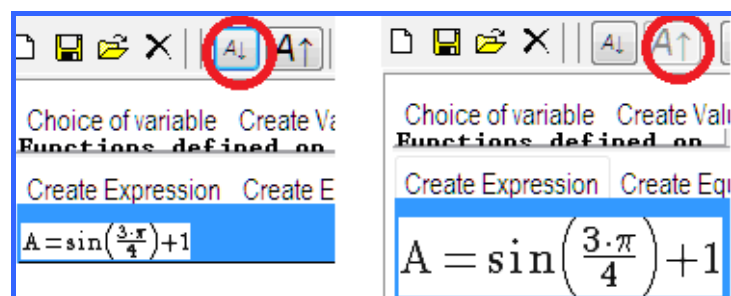 A↓ A↑
Choice of variable Create Va
Functions defined on
Create Expression Create E
A=sin(3·π/4)+1
A↓ A↑
Choice of variable Create Val
Functions defined on
Create Expression Create Equ
A=sin(3·π/4)+1